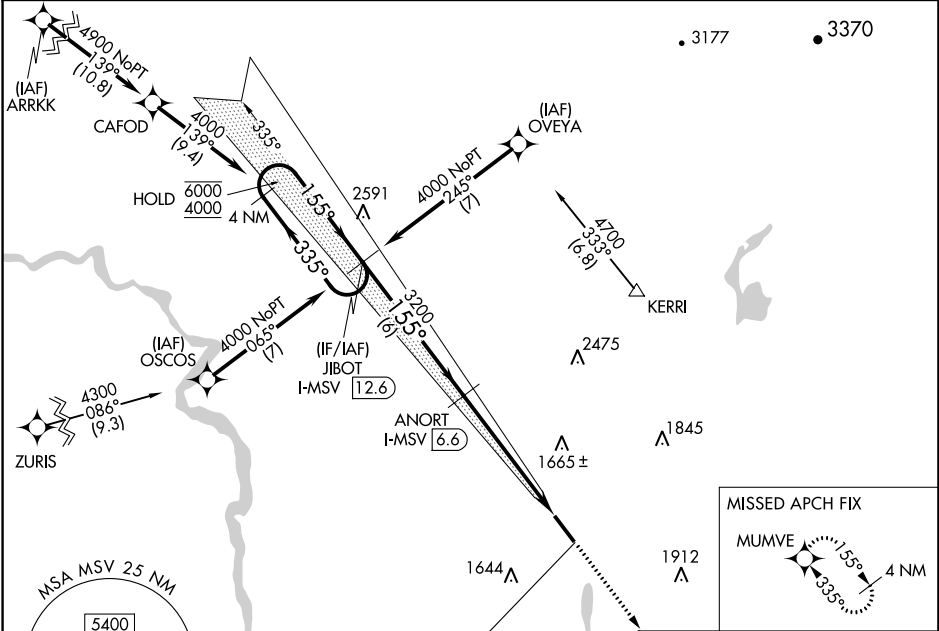 4900 NoPT
139°
(10.8)
(IAF)
ARRKK
CAFOD
4000
139°
(9.4)
335°
3177
3370
(IAF)
OVEYA
4000 NoPT
245°
(7)
HOLD
6000
4000
4 NM
155°
335°
2591
4700
333°
(6.8)
KERRI
(IAF)
OSCOS
4000 NoPT
065°
(7)
(IF/IAF)
JIBOT
I-MSV 12.6
3200
155°
(6)
2475
4300
086°
(9.3)
ZURIS
ANORT
I-MSV 6.6
1665 ±
1845
MSA MSV 25 NM
5400
1644
1912
MISSED APCH FIX
MUMVE
155°
335°
4 NM